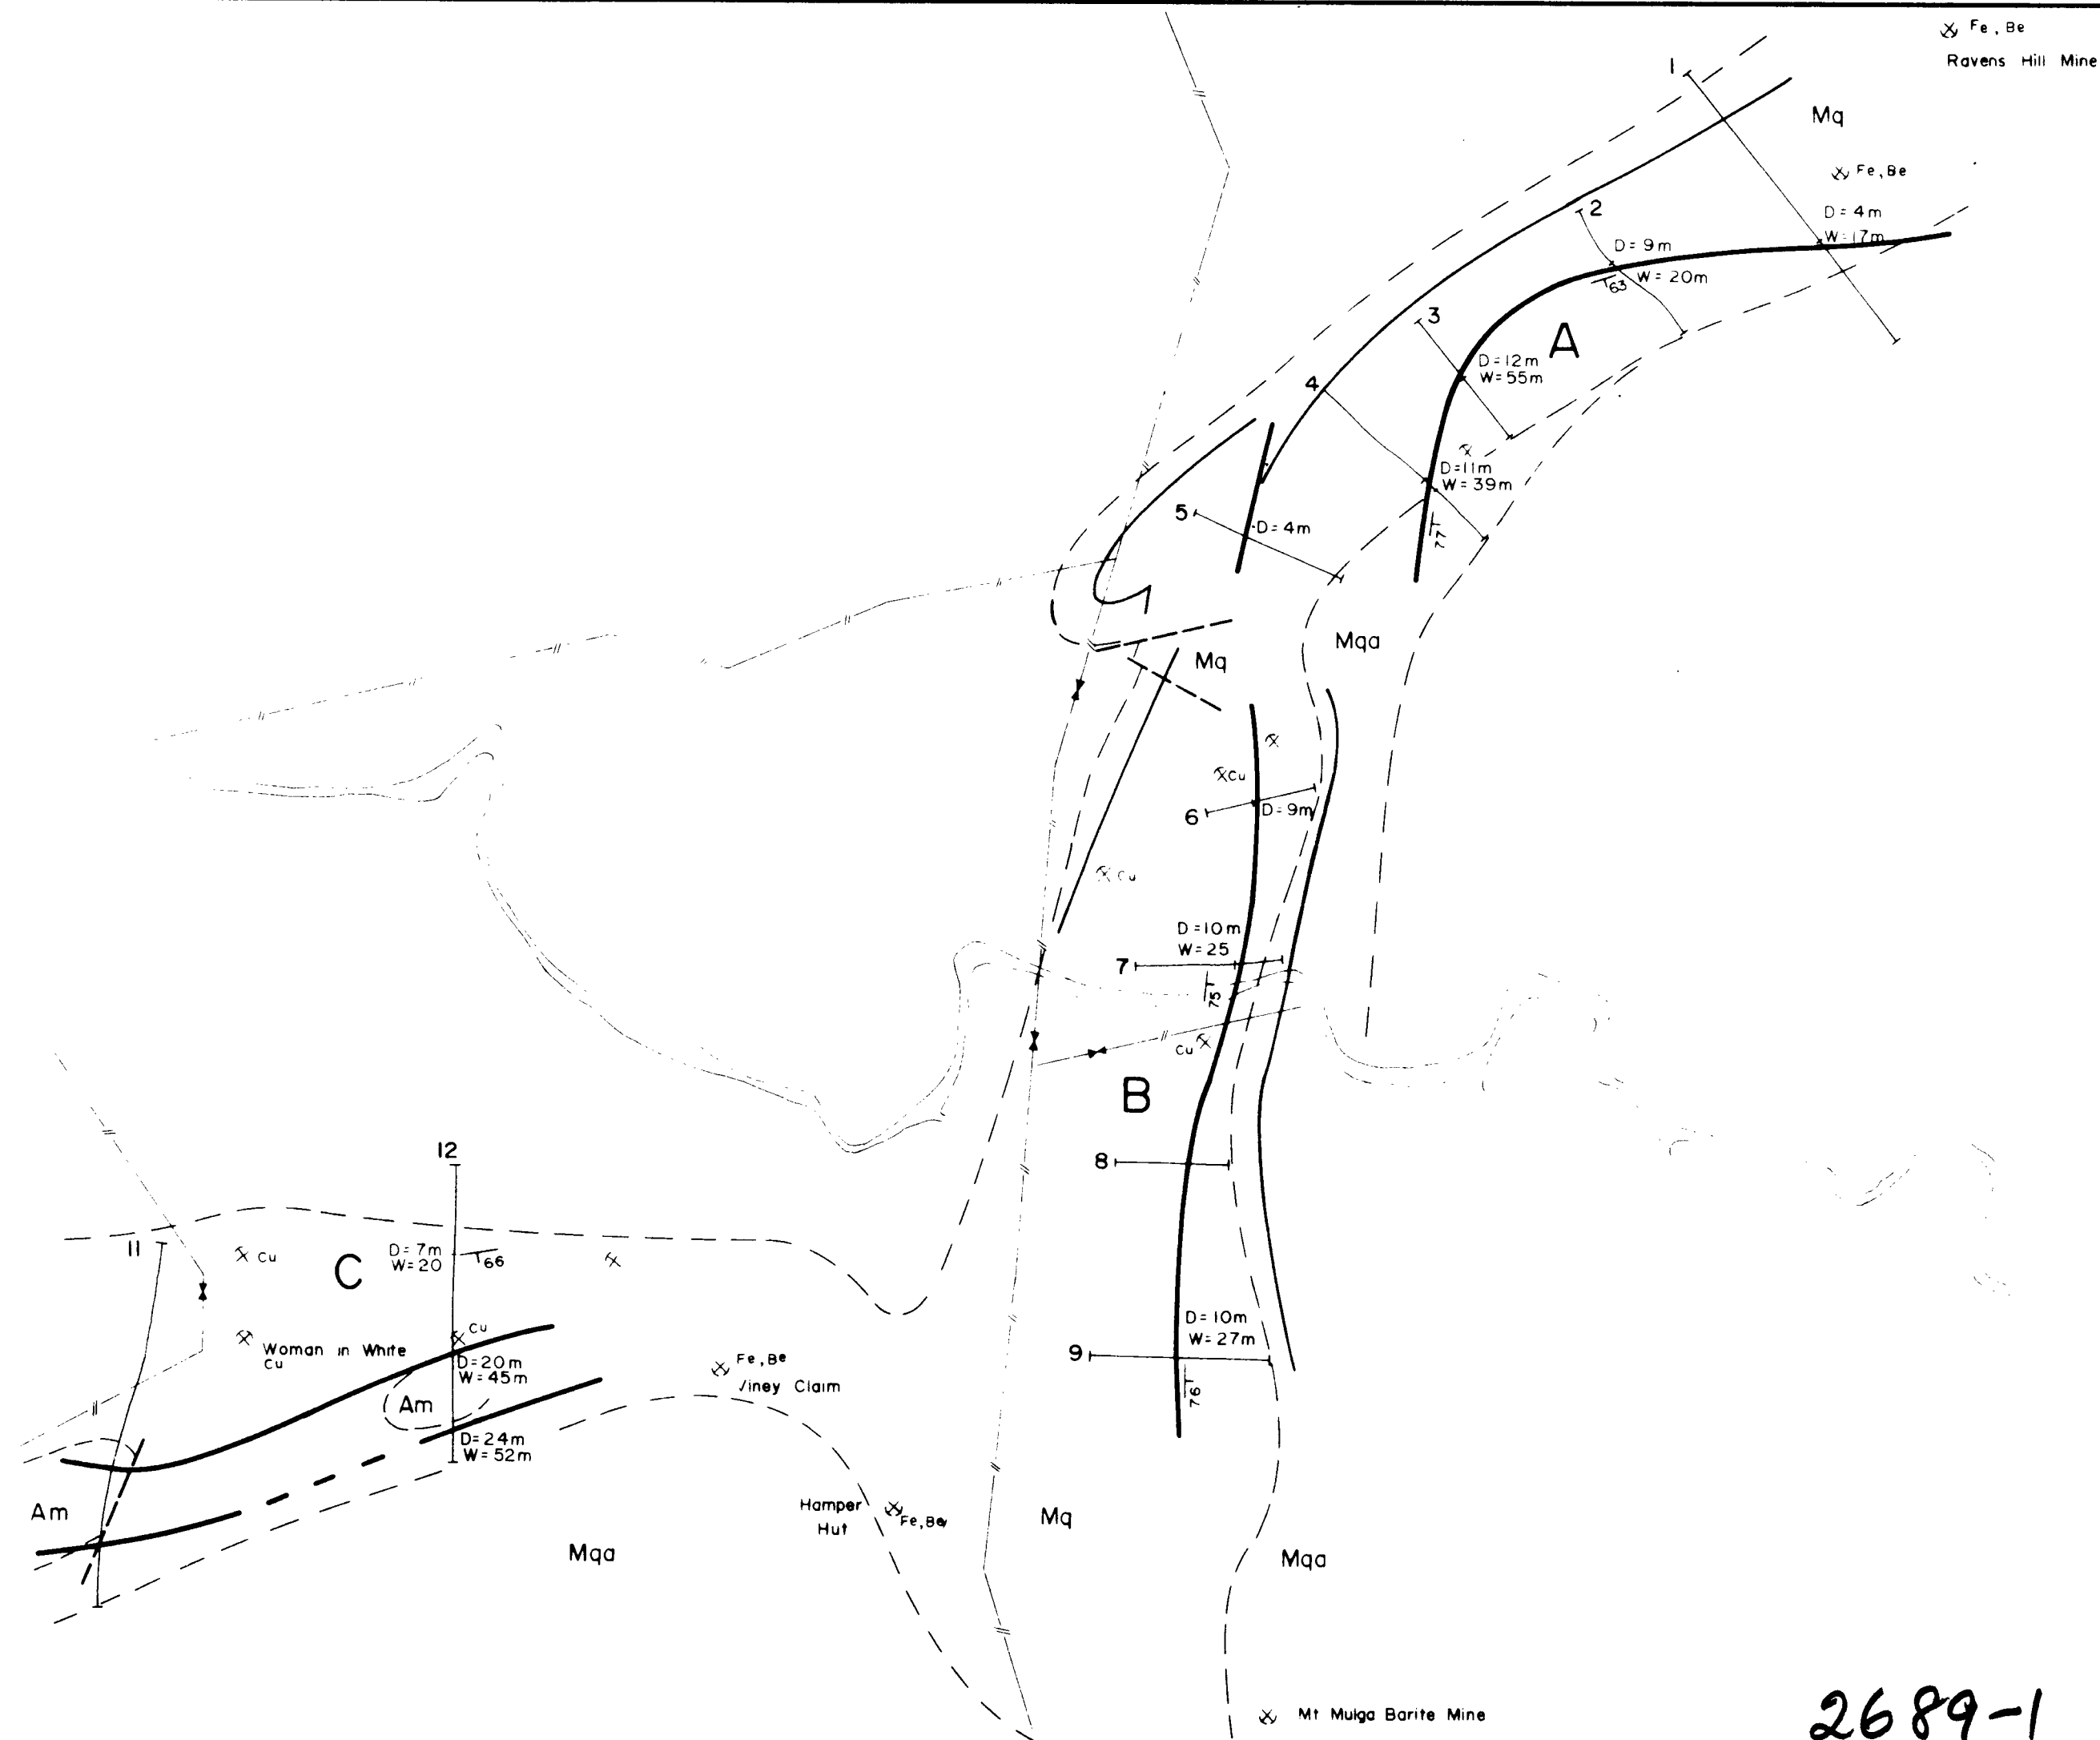 Fe, Be
Ravens Hill Mine
1
Mq
Fe, Be
D = 4m
W = 17m
2
D = 9m
W = 20m
63
3
A
D = 12m
W = 55m
4
D = 11m
W = 39m
77
5
D = 4m
Mqa
Mq
Cu
6
D = 9m
Cu
D = 10m
W = 25
7
75
Cu
B
12
8
11
Cu
C
D = 7m
W = 20
66
D = 10m
W = 27m
9
76
Cu
Woman in White
Cu
D = 20m
W = 45m
Am
Fe, Be
Viney Claim
D = 24m
W = 52m
Am
Hamper
Hut
Fe, Be
Mq
Mqa
Mqa
Mt Mulga Barite Mine
2689-1